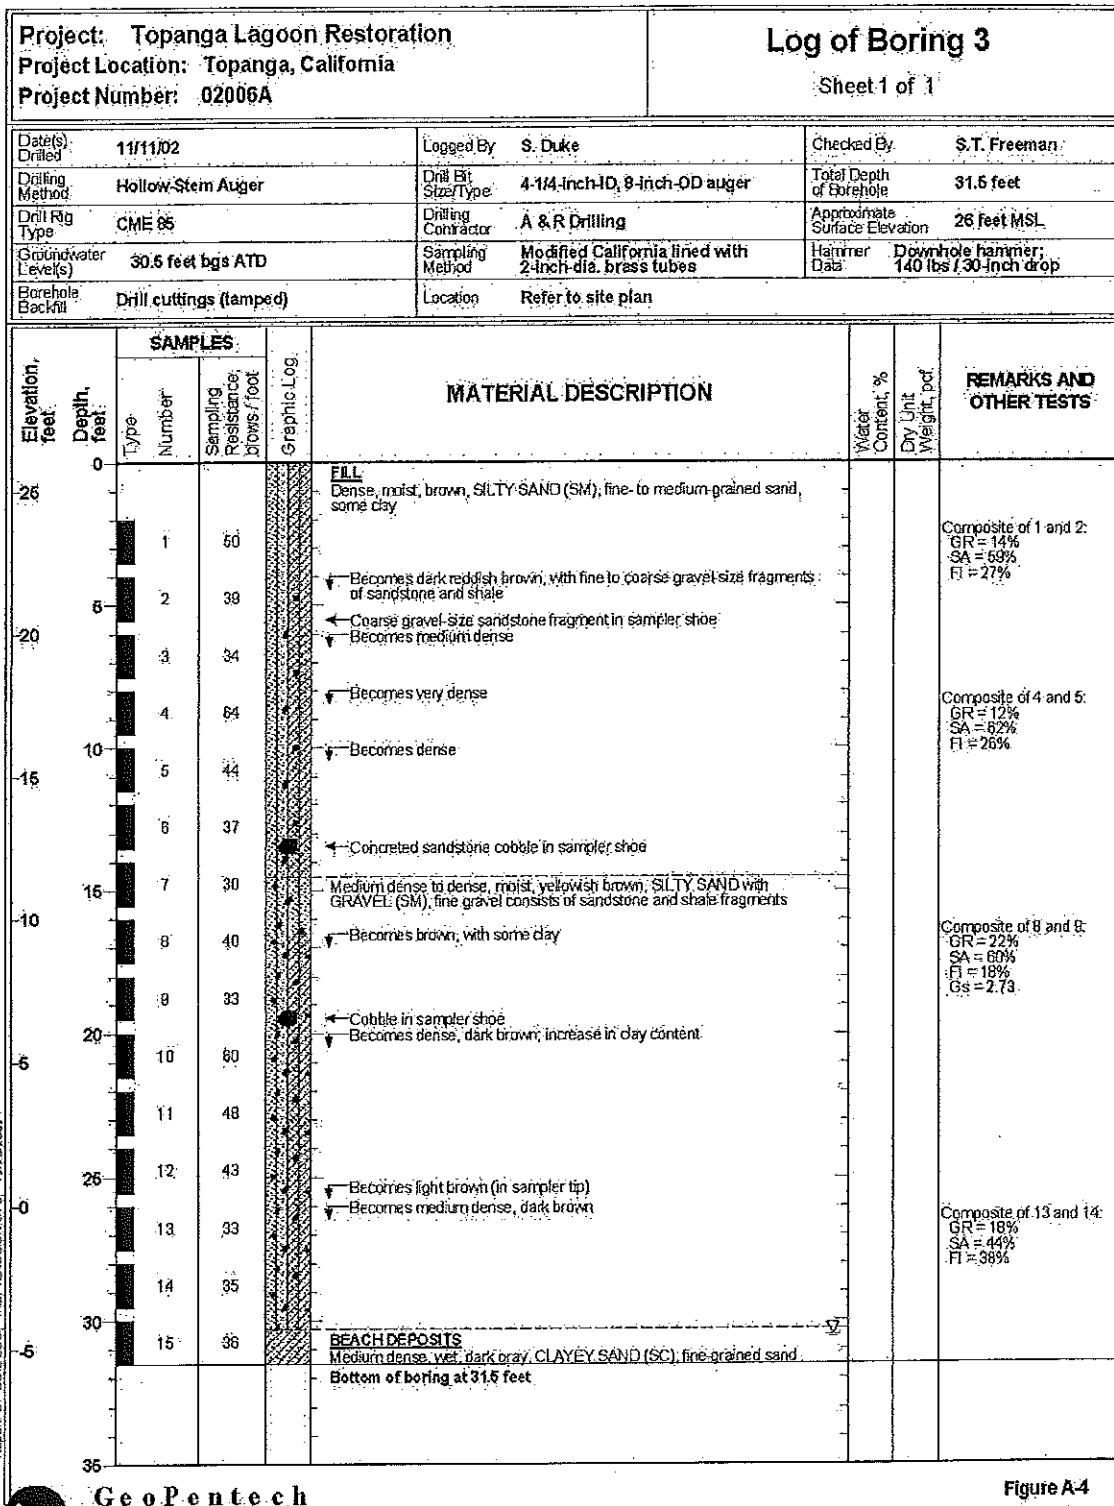 Project: Topanga Lagoon Restoration
Project Location: Topanga, California
Project Number: 02006A
Log of Boring 3
Sheet 1 of 1
Date(s) Drilled 11/11/02
Logged By S. Duke
Checked By S.T. Freeman
Drilling Method Hollow-Stem Auger
Drill Bit Size/Type 4-1/4-inch-ID, 8-inch-OD auger
Total Depth of Borehole 31.5 feet
Drill Rig Type CME 85
Drilling Contractor A & R Drilling
Approximate Surface Elevation 26 feet MSL
Groundwater Level(s) 30.5 feet bgs ATD
Sampling Method Modified California lined with 2-inch-dia. brass tubes
Hammer Data Downhole hammer; 140 lbs / 30-inch drop
Borehole Backfill Drill cuttings (tamped)
Location Refer to site plan
Elevation, feet
Depth, feet
SAMPLES
Type
Number
Sampling Resistance, blows / foot
Graphic Log
MATERIAL DESCRIPTION
Water Content, %
Dry Unit Weight, pcf
REMARKS AND OTHER TESTS
0
FILL
-25
Dense, moist, brown, SILTY SAND (SM), fine- to medium-grained sand,
some clay
1 50
Composite of 1 and 2:
GR = 14%
SA = 59%
FI = 27%
Becomes dark reddish brown, with fine to coarse gravel-size fragments
of sandstone and shale
5
2 39
Coarse gravel-size sandstone fragment in sampler shoe
-20
Becomes medium dense
3 34
Becomes very dense
4 64
Composite of 4 and 5:
GR = 12%
SA = 62%
FI = 26%
10
Becomes dense
-15
5 44
6 37
Concreted sandstone cobble in sampler shoe
15
7 30
Medium dense to dense, moist, yellowish brown, SILTY SAND with
GRAVEL (SM), fine gravel consists of sandstone and shale fragments
-10
8 40
Becomes brown, with some clay
Composite of 8 and 9:
GR = 22%
SA = 60%
FI = 18%
Gs = 2.73
9 33
Cobble in sampler shoe
20
Becomes dense, dark brown, increase in clay content
-5
10 60
11 48
12 43
25
Becomes light brown (in sampler tip)
-0
Becomes medium dense, dark brown
13 33
Composite of 13 and 14:
GR = 18%
SA = 44%
FI = 38%
14 35
30
15 36
-5
BEACH DEPOSITS
Medium dense, wet, dark gray, CLAYEY SAND (SC), fine-grained sand
Bottom of boring at 31.5 feet
35
GeoPentech
Figure A-4